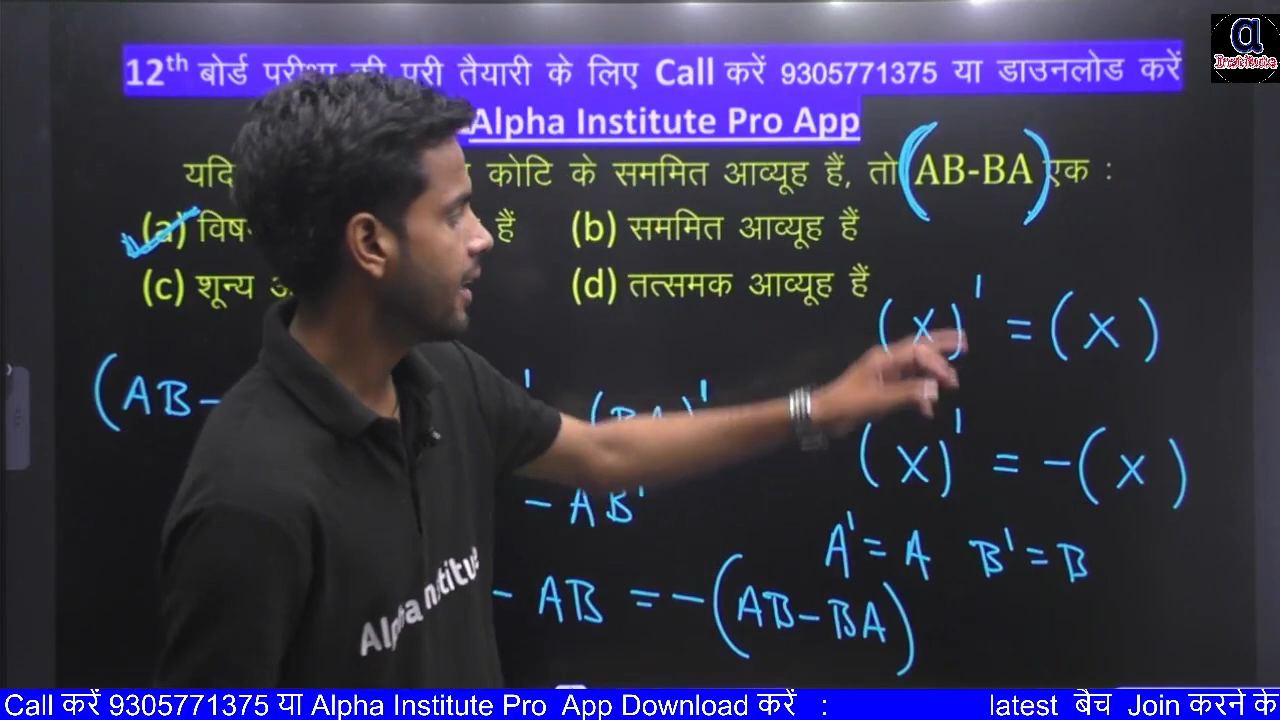 α
Institute
12th बोर्ड परीक्षा की पूरी तैयारी के लिए Call करें 9305771375 या डाउनलोड करें
Alpha Institute Pro App
यदि कोटि के सममित आव्यूह हैं, तो (AB-BA) एक :
(a) विष हैं (b) सममित आव्यूह हैं
(c) शून्य (d) तत्समक आव्यूह हैं
(X)' = (X)
(AB- ' (BA)'
(X)' = -(X)
- AB'
A' = A B' = B
- AB = -(AB-BA)
Alpha Institute
Call करें 9305771375 या Alpha Institute Pro App Download करें : latest बैच Join करने के